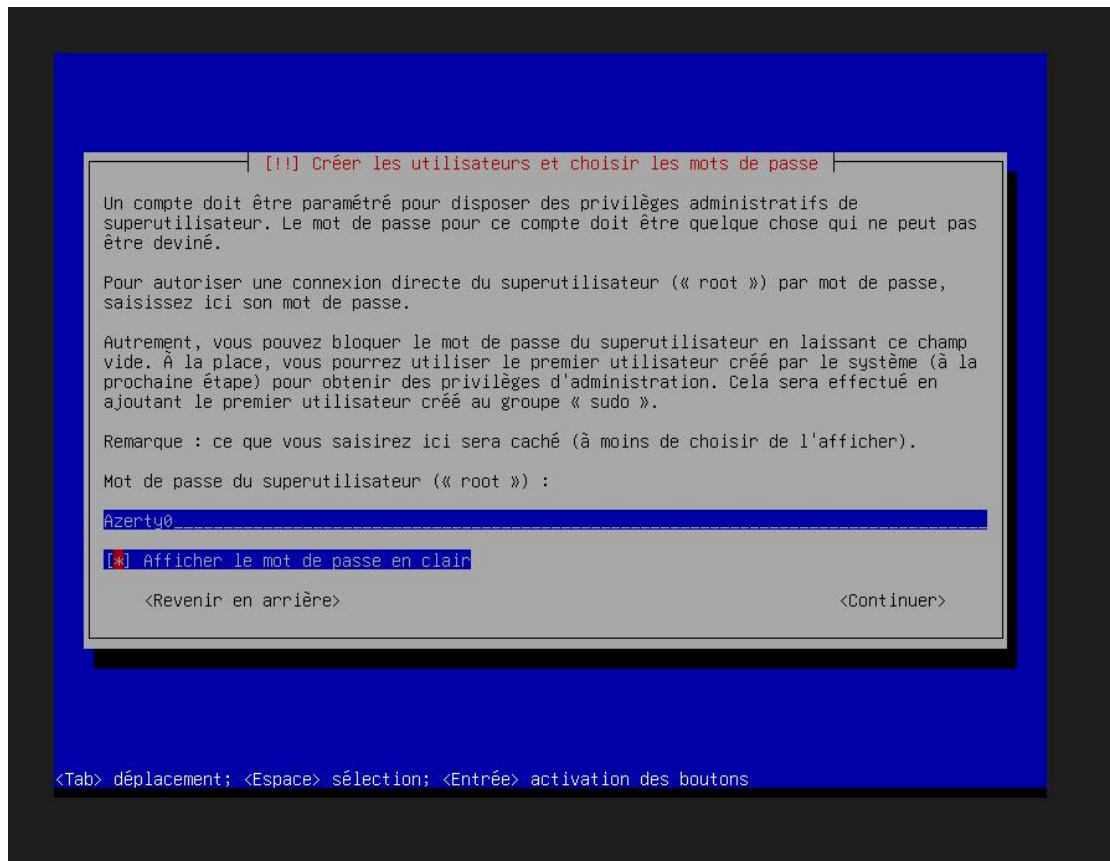 [!!] Créer les utilisateurs et choisir les mots de passe
Un compte doit être paramétré pour disposer des privilèges administratifs de
superutilisateur. Le mot de passe pour ce compte doit être quelque chose qui ne peut pas
être deviné.
Pour autoriser une connexion directe du superutilisateur (« root ») par mot de passe,
saisissez ici son mot de passe.
Autrement, vous pouvez bloquer le mot de passe du superutilisateur en laissant ce champ
vide. À la place, vous pourrez utiliser le premier utilisateur créé par le système (à la
prochaine étape) pour obtenir des privilèges d'administration. Cela sera effectué en
ajoutant le premier utilisateur créé au groupe « sudo ».
Remarque : ce que vous saisirez ici sera caché (à moins de choisir de l'afficher).
Mot de passe du superutilisateur (« root ») :
Azerty0
[*] Afficher le mot de passe en clair
<Revenir en arrière> <Continuer>
<Tab> déplacement; <Espace> sélection; <Entrée> activation des boutons